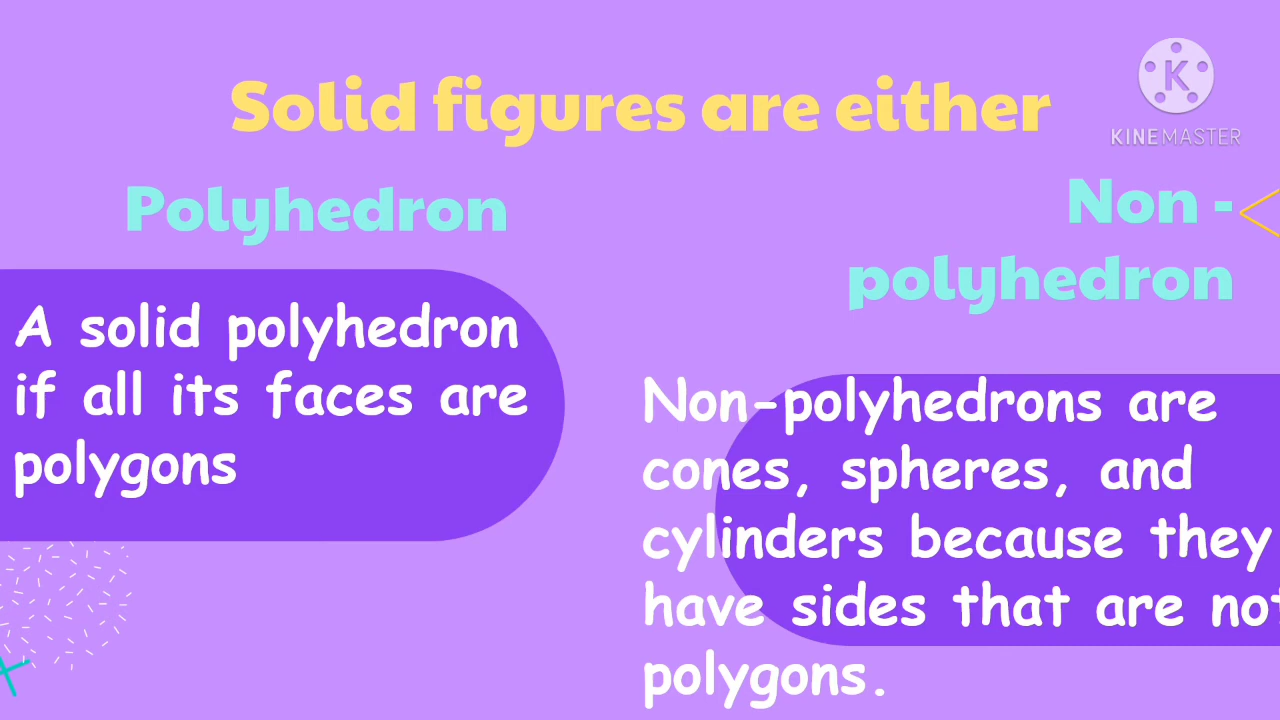 Solid figures are either
K
KINEMASTER
Polyhedron
Non -
polyhedron
A solid polyhedron
if all its faces are
polygons
Non-polyhedrons are
cones, spheres, and
cylinders because they
have sides that are not
polygons.